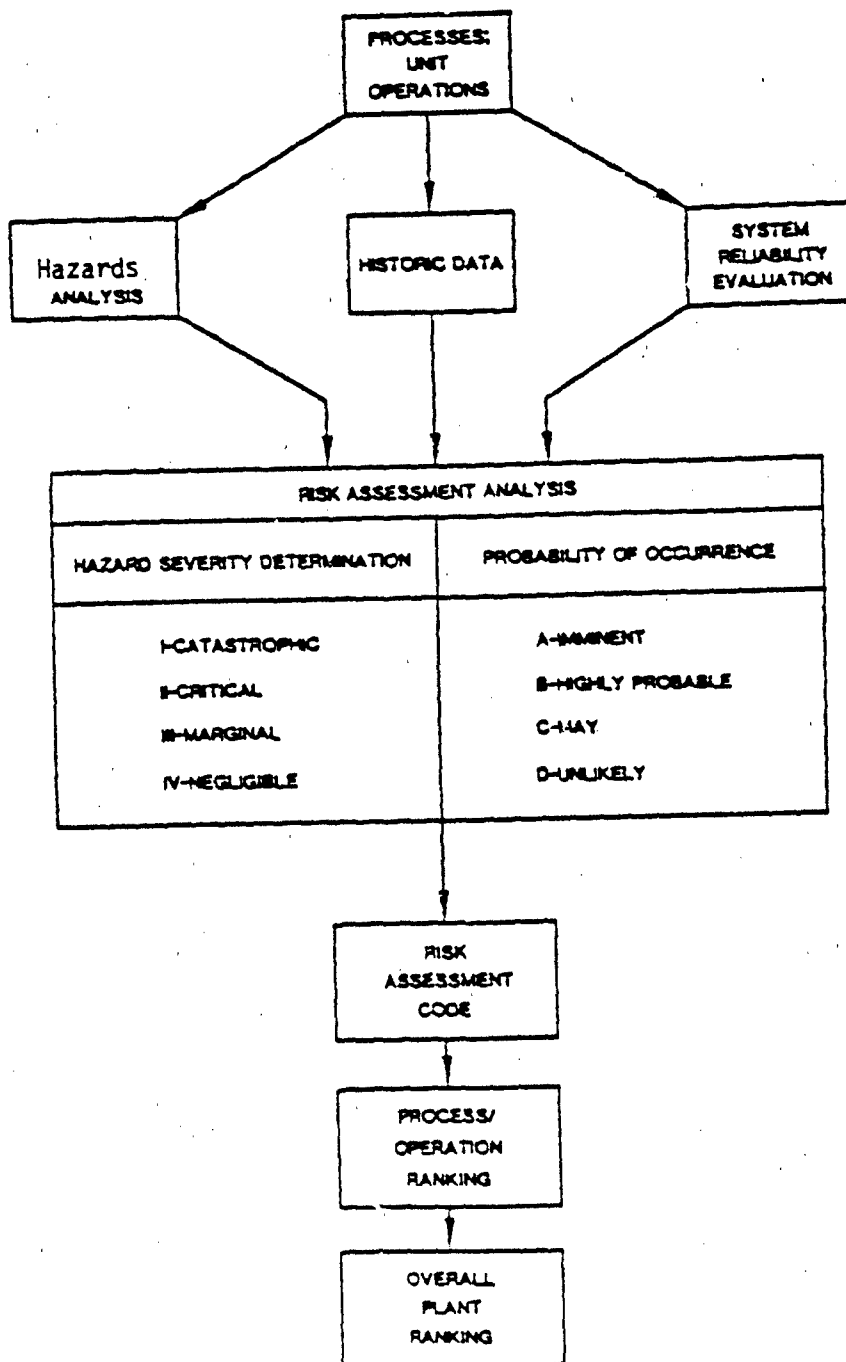 PROCESSES;
UNIT
OPERATIONS
Hazards
ANALYSIS
HISTORIC DATA
SYSTEM
RELIABILITY
EVALUATION
RISK ASSESSMENT ANALYSIS
HAZARD SEVERITY DETERMINATION
PROBABILITY OF OCCURRENCE
I-CATASTROPHIC
II-CRITICAL
III-MARGINAL
IV-NEGLIGIBLE
A-IMMINENT
B-HIGHLY PROBABLE
C-MAY
D-UNLIKELY
RISK
ASSESSMENT
CODE
PROCESS/
OPERATION
RANKING
OVERALL
PLANT
RANKING